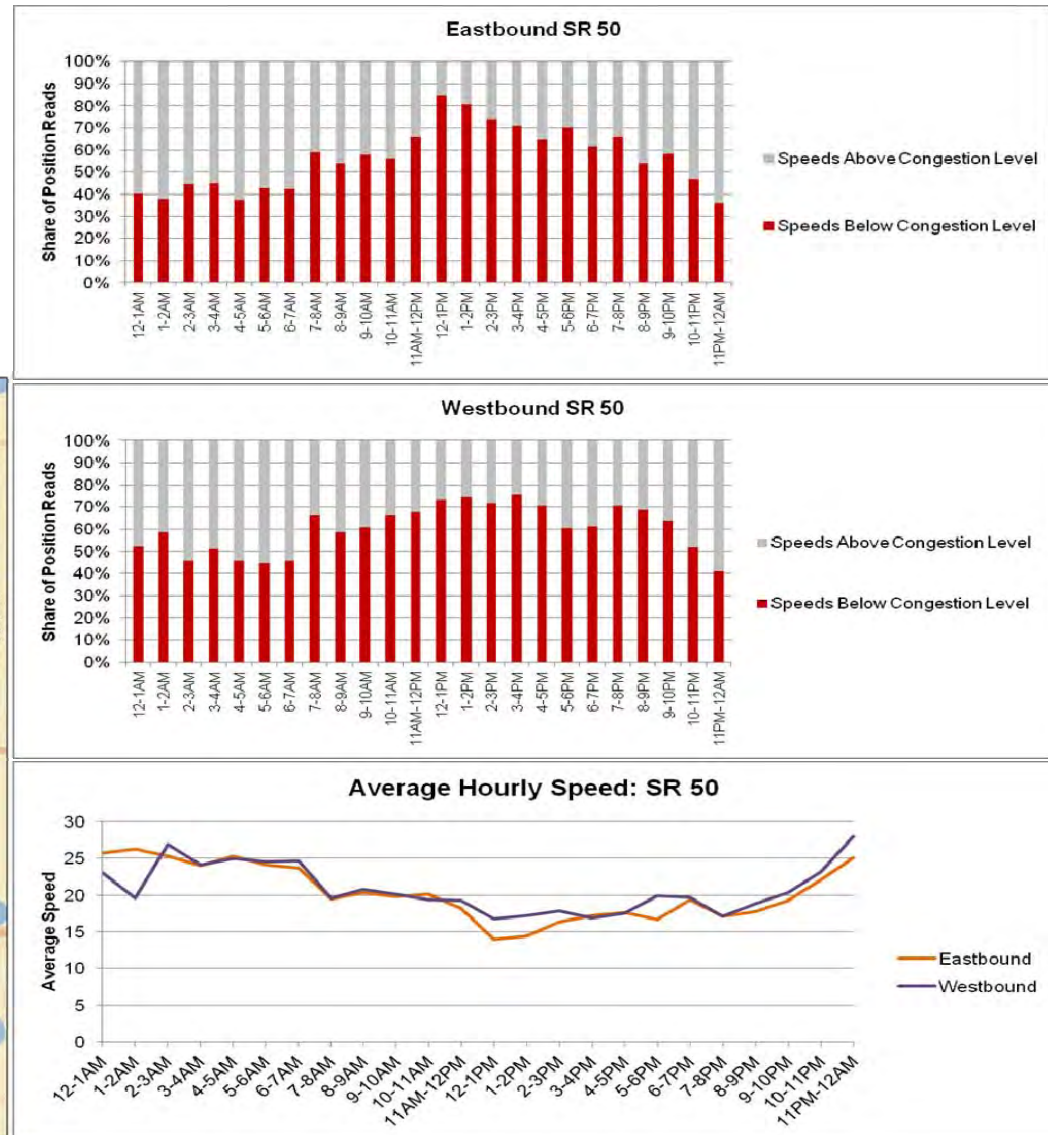 Eastbound SR 50
Share of Position Reads
100%
90%
80%
70%
60%
50%
40%
30%
20%
10%
0%
12-1AM
1-2AM
2-3AM
3-4AM
4-5AM
5-6AM
6-7AM
7-8AM
8-9AM
9-10AM
10-11AM
11AM-12PM
12-1PM
1-2PM
2-3PM
3-4PM
4-5PM
5-6PM
6-7PM
7-8PM
8-9PM
9-10PM
10-11PM
11PM-12AM
Speeds Above Congestion Level
Speeds Below Congestion Level
Westbound SR 50
Share of Position Reads
100%
90%
80%
70%
60%
50%
40%
30%
20%
10%
0%
12-1AM
1-2AM
2-3AM
3-4AM
4-5AM
5-6AM
6-7AM
7-8AM
8-9AM
9-10AM
10-11AM
11AM-12PM
12-1PM
1-2PM
2-3PM
3-4PM
4-5PM
5-6PM
6-7PM
7-8PM
8-9PM
9-10PM
10-11PM
11PM-12AM
Speeds Above Congestion Level
Speeds Below Congestion Level
Average Hourly Speed: SR 50
Average Speed
30
25
20
15
10
5
0
12-1AM
1-2AM
2-3AM
3-4AM
4-5AM
5-6AM
6-7AM
7-8AM
8-9AM
9-10AM
10-11AM
11AM-12PM
12-1PM
1-2PM
2-3PM
3-4PM
4-5PM
5-6PM
6-7PM
7-8PM
8-9PM
9-10PM
10-11PM
11PM-12AM
Eastbound
Westbound